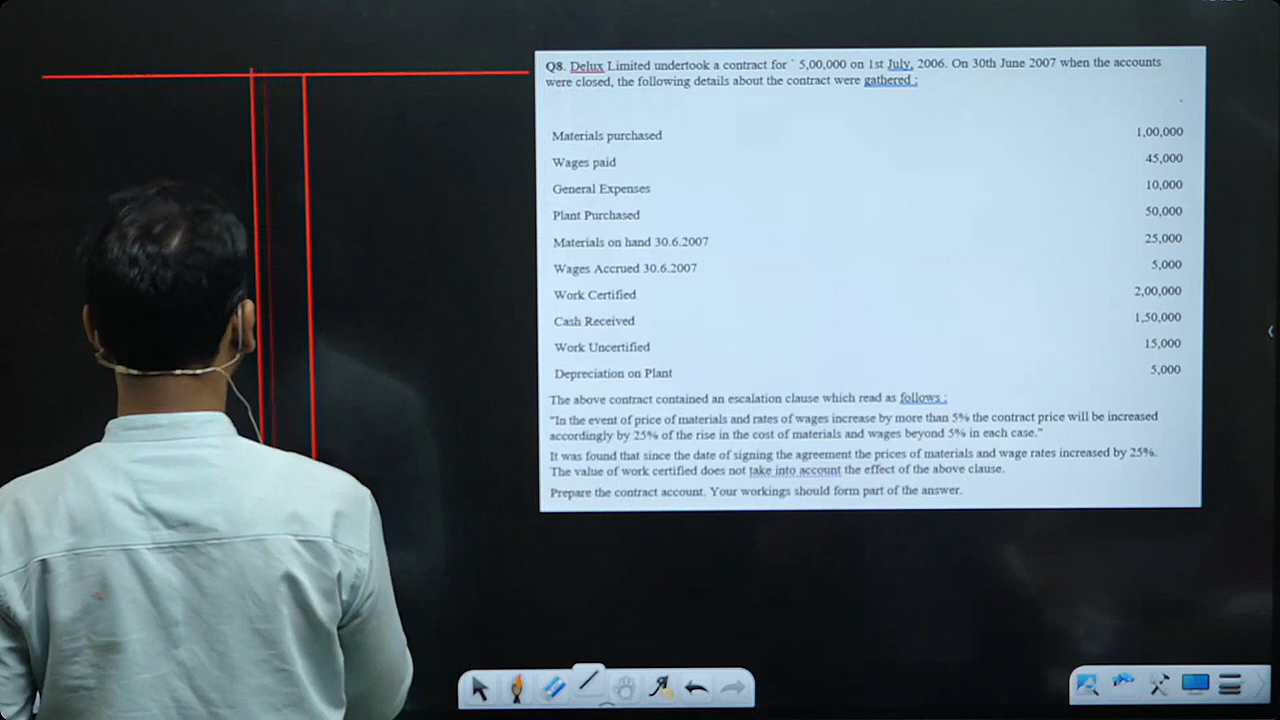 Q8. Delux Limited undertook a contract for ` 5,00,000 on 1st July, 2006. On 30th June 2007 when the accounts
were closed, the following details about the contract were gathered :
Materials purchased 1,00,000
Wages paid 45,000
General Expenses 10,000
Plant Purchased 50,000
Materials on hand 30.6.2007 25,000
Wages Accrued 30.6.2007 5,000
Work Certified 2,00,000
Cash Received 1,50,000
Work Uncertified 15,000
Depreciation on Plant 5,000
The above contract contained an escalation clause which read as follows :
"In the event of price of materials and rates of wages increase by more than 5% the contract price will be increased
accordingly by 25% of the rise in the cost of materials and wages beyond 5% in each case."
It was found that since the date of signing the agreement the prices of materials and wage rates increased by 25%.
The value of work certified does not take into account the effect of the above clause.
Prepare the contract account. Your workings should form part of the answer.